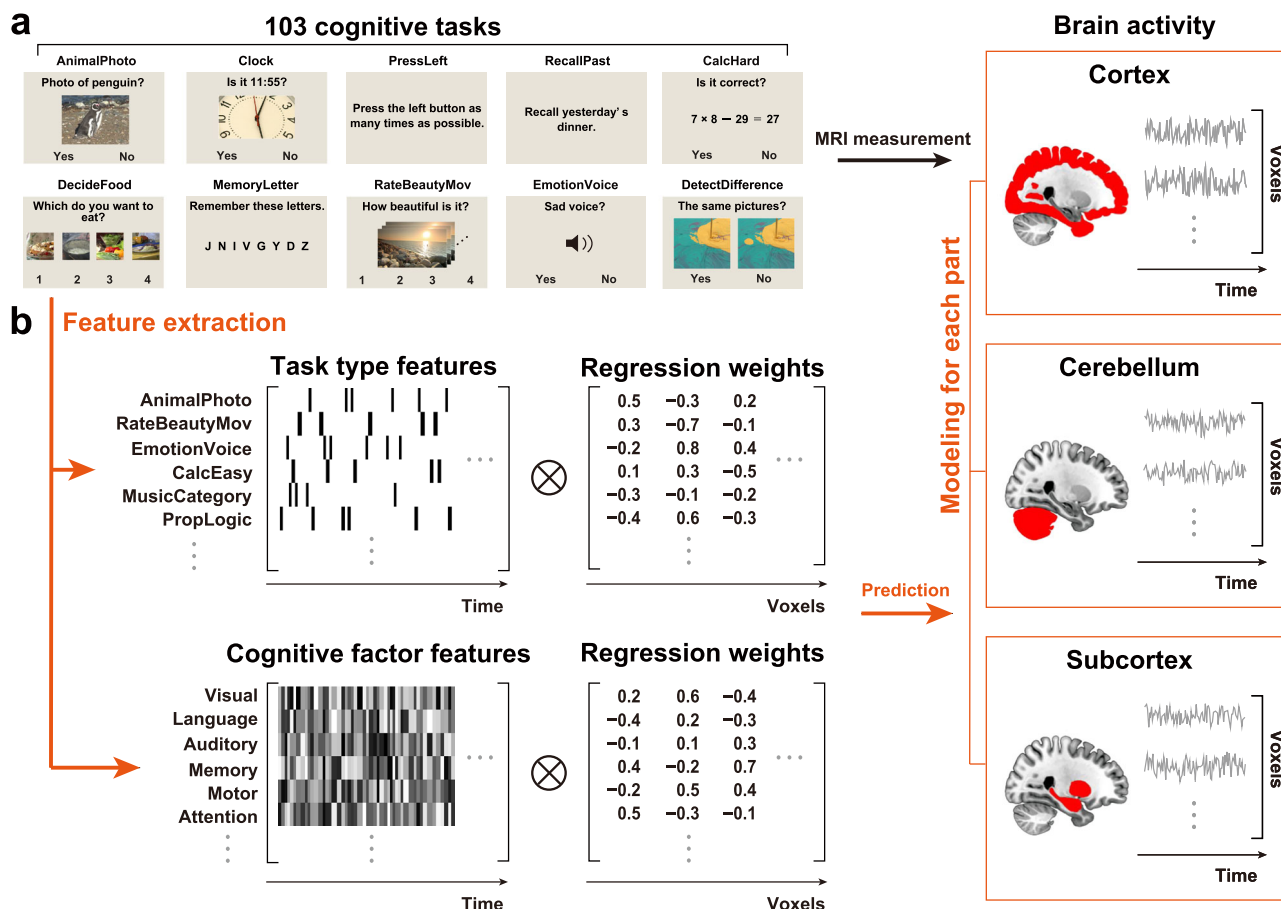 a
103 cognitive tasks
AnimalPhoto
Photo of penguin?
Yes No
Clock
Is it 11:55?
Yes No
PressLeft
Press the left button as
many times as possible.
RecallPast
Recall yesterday's
dinner.
CalcHard
Is it correct?
7 × 8 − 29 = 27
Yes No
DecideFood
Which do you want to
eat?
1 2 3 4
MemoryLetter
Remember these letters.
J N I V G Y D Z
RateBeautyMov
How beautiful is it?
1 2 3 4
EmotionVoice
Sad voice?
Yes No
DetectDifference
The same pictures?
Yes No
MRI measurement
Brain activity
Cortex
Voxels
Time
Cerebellum
Voxels
Time
Subcortex
Voxels
Time
Modeling for each part
b
Feature extraction
Task type features
AnimalPhoto
RateBeautyMov
EmotionVoice
CalcEasy
MusicCategory
PropLogic
Time
Regression weights
0.5 −0.3 0.2
0.3 −0.7 −0.1
−0.2 0.8 0.4
0.1 0.3 −0.5
−0.3 −0.1 −0.2
−0.4 0.6 −0.3
Voxels
Prediction
Cognitive factor features
Visual
Language
Auditory
Memory
Motor
Attention
Time
Regression weights
0.2 0.6 −0.4
−0.4 0.2 −0.3
−0.1 0.1 0.3
0.4 −0.2 0.7
−0.2 0.5 0.4
0.5 −0.3 −0.1
Voxels